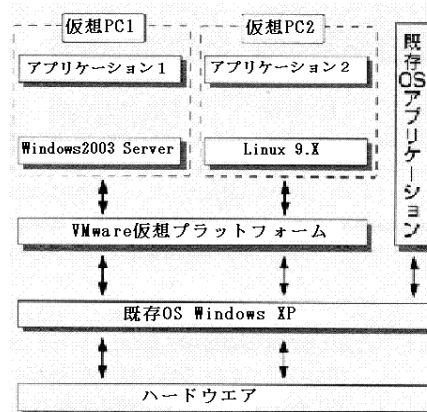 仮想PC1
仮想PC2
アプリケーション1
アプリケーション2
Windows2003 Server
Linux 9.X
既存OSアプリケーション
VMware仮想プラットフォーム
既存OS Windows XP
ハードウエア